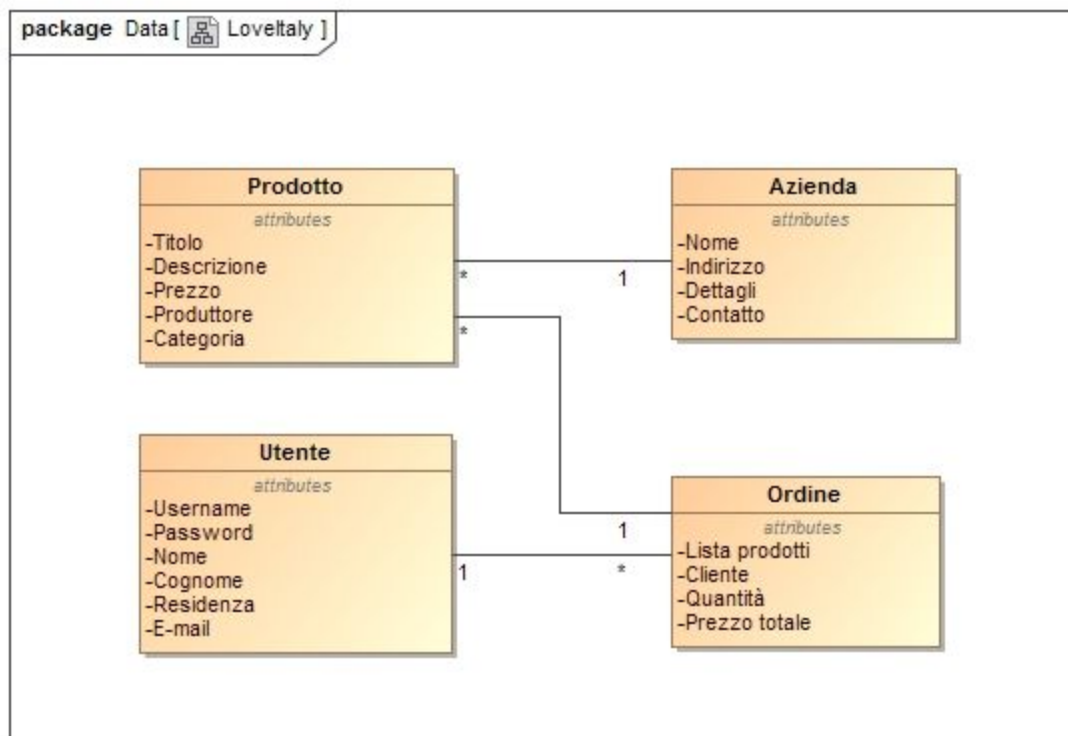 package Data [ LoveItaly ]
Prodotto
attributes
-Titolo
-Descrizione
-Prezzo
-Produttore
-Categoria
*
*
1
Azienda
attributes
-Nome
-Indirizzo
-Dettagli
-Contatto
Utente
attributes
-Username
-Password
-Nome
-Cognome
-Residenza
-E-mail
1
1
*
Ordine
attributes
-Lista prodotti
-Cliente
-Quantità
-Prezzo totale